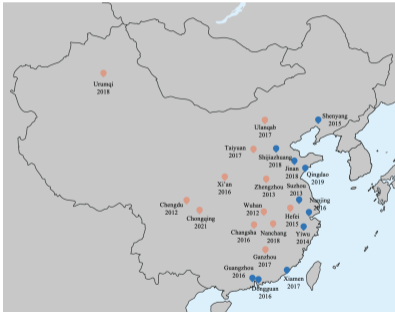 Urumqi
2018
Ulanqab
2017
Shenyang
2015
Taiyuan
2017
Shijiazhuang
2018
Jinan
2018
Qingdao
2019
Xi'an
2016
Zhengzhou
2013
Suzhou
2013
Chengdu
2012
Chongqing
2021
Wuhan
2012
Hefei
2015
Nanjing
2016
Changsha
2016
Nanchang
2018
Yiwu
2014
Ganzhou
2017
Guangzhou
2016
Dongguan
2016
Xiamen
2017